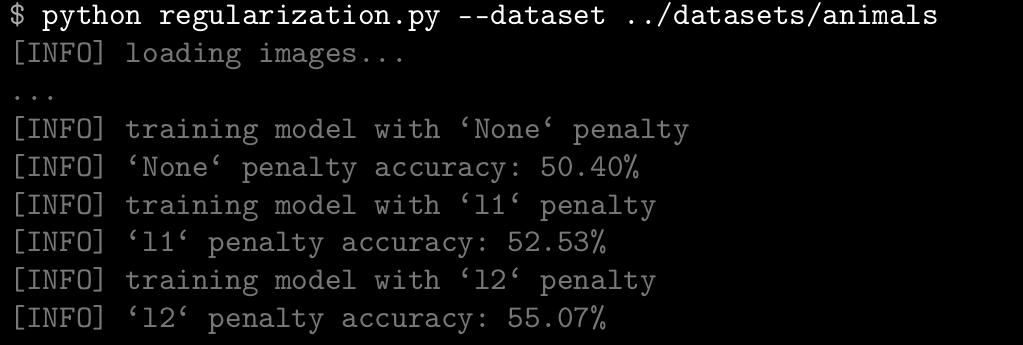 $ python regularization.py --dataset ../datasets/animals
[INFO] loading images...
...
[INFO] training model with ‘None‘ penalty
[INFO] ‘None‘ penalty accuracy: 50.40%
[INFO] training model with ‘l1‘ penalty
[INFO] ‘l1‘ penalty accuracy: 52.53%
[INFO] training model with ‘l2‘ penalty
[INFO] ‘l2‘ penalty accuracy: 55.07%